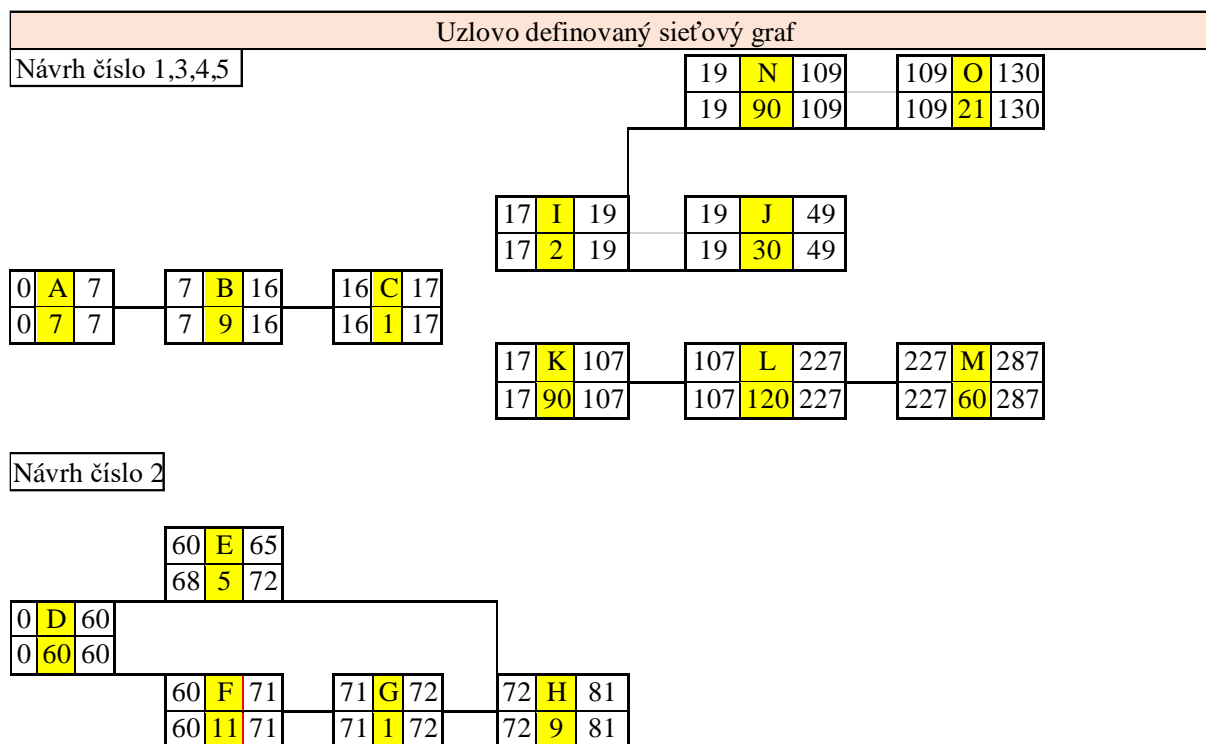 Uzlovo definovaný sieťový graf
Návrh číslo 1,3,4,5
19 N 109 109 O 130
19 90 109 109 21 130
17 I 19 19 J 49
17 2 19 19 30 49
0 A 7 7 B 16 16 C 17
0 7 7 7 9 16 16 1 17
17 K 107 107 L 227 227 M 287
17 90 107 107 120 227 227 60 287
Návrh číslo 2
60 E 65
68 5 72
0 D 60
0 60 60
60 F 71 71 G 72 72 H 81
60 11 71 71 1 72 72 9 81